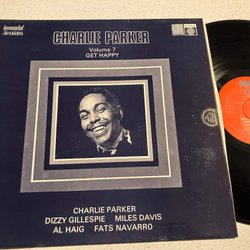 Immortal
Sessions
CHARLIE PARKER
Volume 7
GET HAPPY
CHARLIE PARKER
DIZZY GILLESPIE MILES DAVIS
AL HAIG FATS NAVARRO